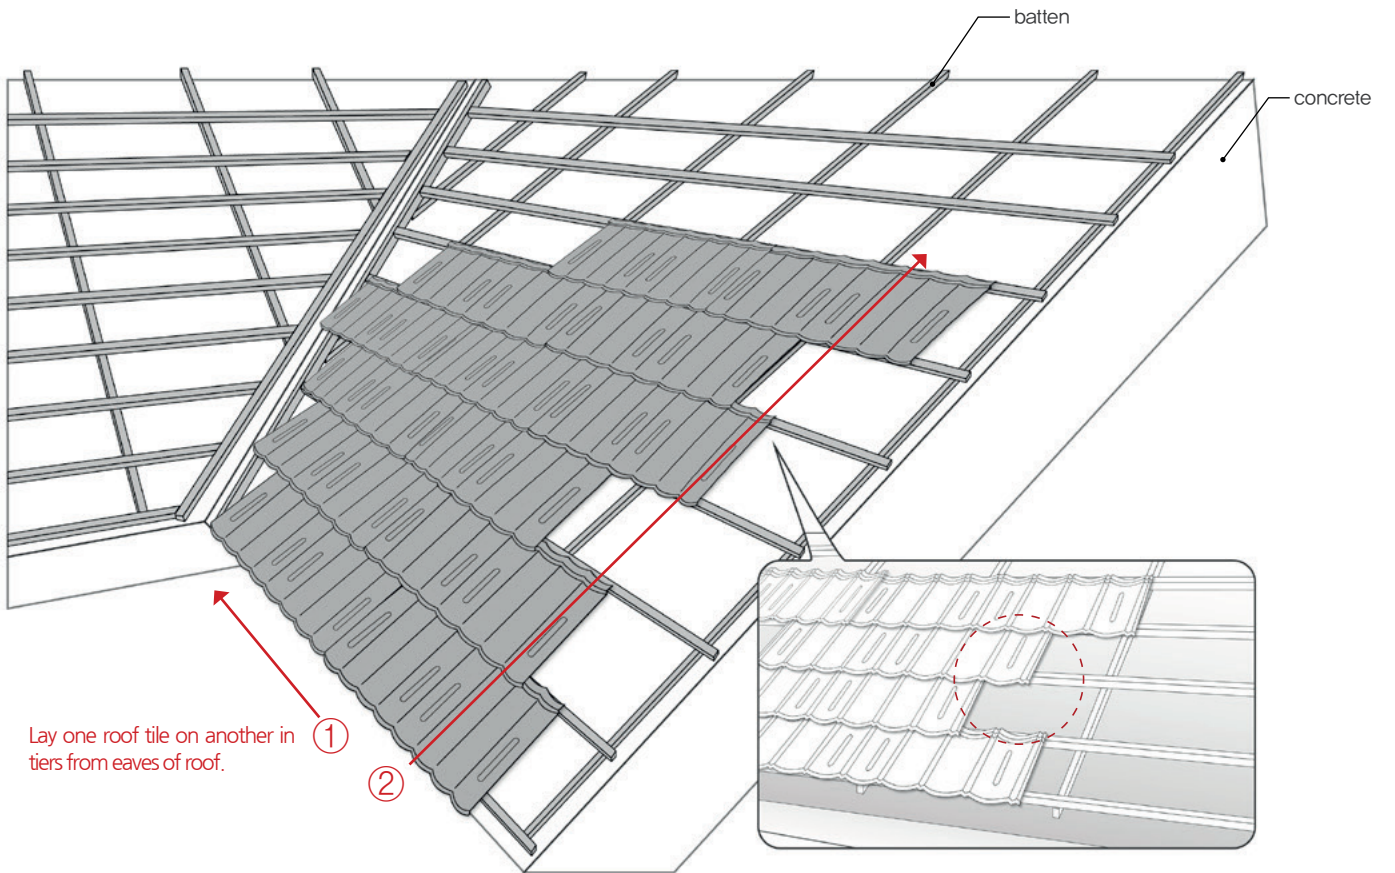 batten
concrete
Lay one roof tile on another in
tiers from eaves of roof.
①
②